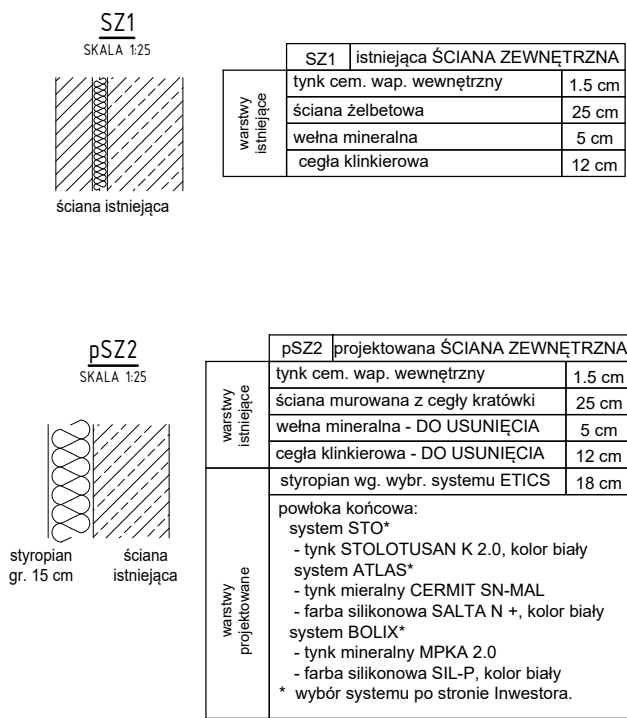 SZ1
SKALA 1:25
ściana istniejąca
SZ1 istniejąca ŚCIANA ZEWNĘTRZNA
warstwy
istniejące
tynk cem. wap. wewnętrzny 1.5 cm
ściana żelbetowa 25 cm
wełna mineralna 5 cm
cegła klinkierowa 12 cm
pSZ2
SKALA 1:25
styropian
gr. 15 cm
ściana
istniejąca
pSZ2 projektowana ŚCIANA ZEWNĘTRZNA
warstwy
istniejące
tynk cem. wap. wewnętrzny 1.5 cm
ściana murowana z cegły kratówki 25 cm
wełna mineralna - DO USUNIĘCIA 5 cm
cegła klinkierowa - DO USUNIĘCIA 12 cm
warstwy
projektowane
styropian wg. wybr. systemu ETICS 18 cm
powłoka końcowa:
system STO*
- tynk STOLOTUSAN K 2.0, kolor biały
system ATLAS*
- tynk mieralny CERMIT SN-MAL
- farba silikonowa SALTA N +, kolor biały
system BOLIX*
- tynk mineralny MPKA 2.0
- farba silikonowa SIL-P, kolor biały
* wybór systemu po stronie Inwestora.